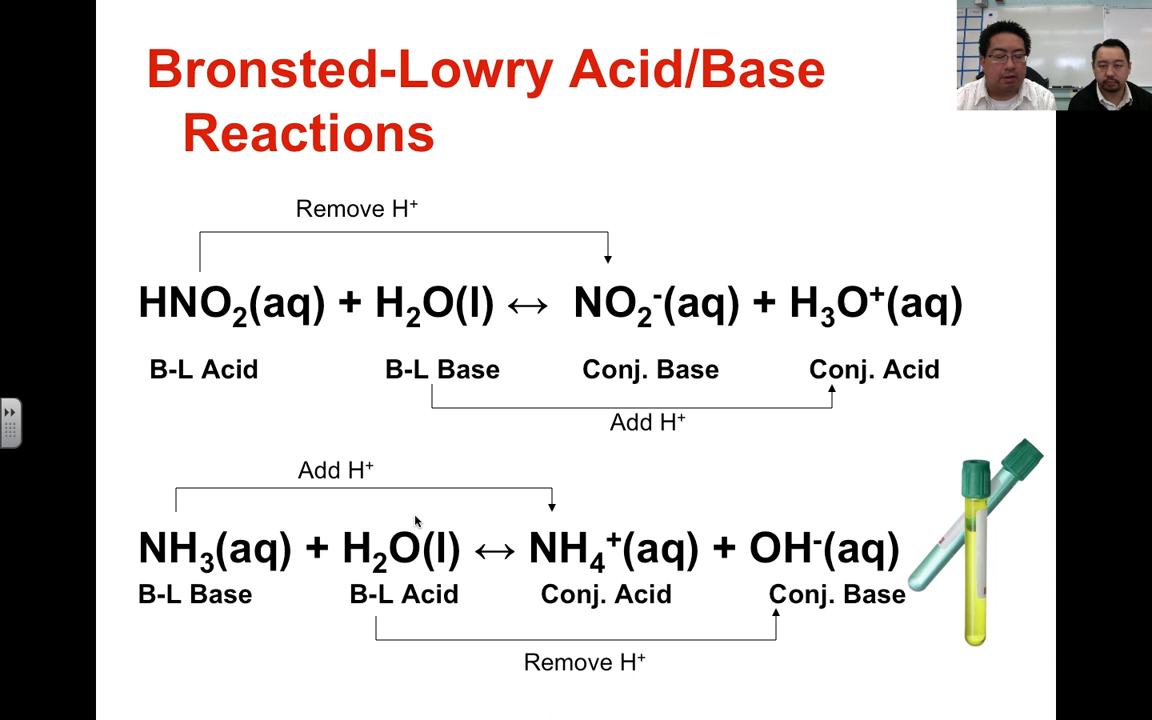 Bronsted-Lowry Acid/Base
Reactions
Remove H⁺
HNO₂(aq) + H₂O(l) ↔ NO₂⁻(aq) + H₃O⁺(aq)
B-L Acid B-L Base Conj. Base Conj. Acid
Add H⁺
Add H⁺
NH₃(aq) + H₂O(l) ↔ NH₄⁺(aq) + OH⁻(aq)
B-L Base B-L Acid Conj. Acid Conj. Base
Remove H⁺